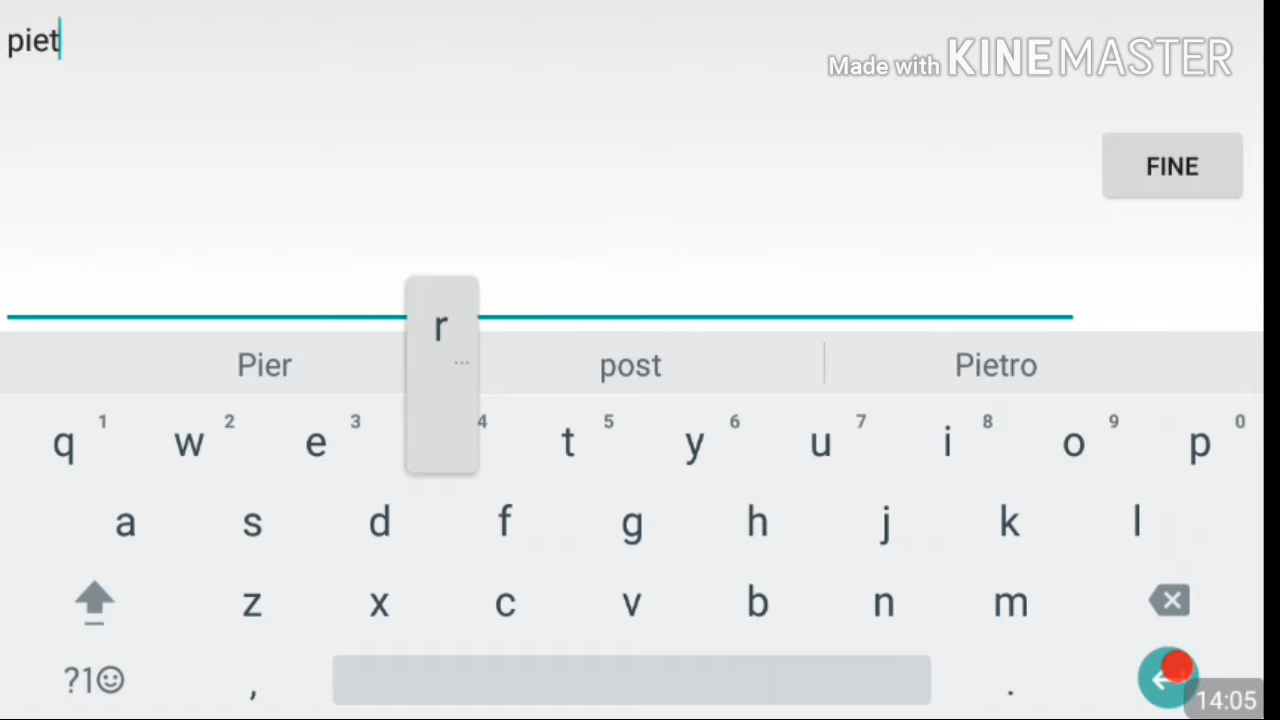 piet
Made with KINEMASTER
FINE
r
...
Pier post Pietro
q 1 w 2 e 3 4 t 5 y 6 u 7 i 8 o 9 p 0
a s d f g h j k l
z x c v b n m
?1☺ , .
14:05